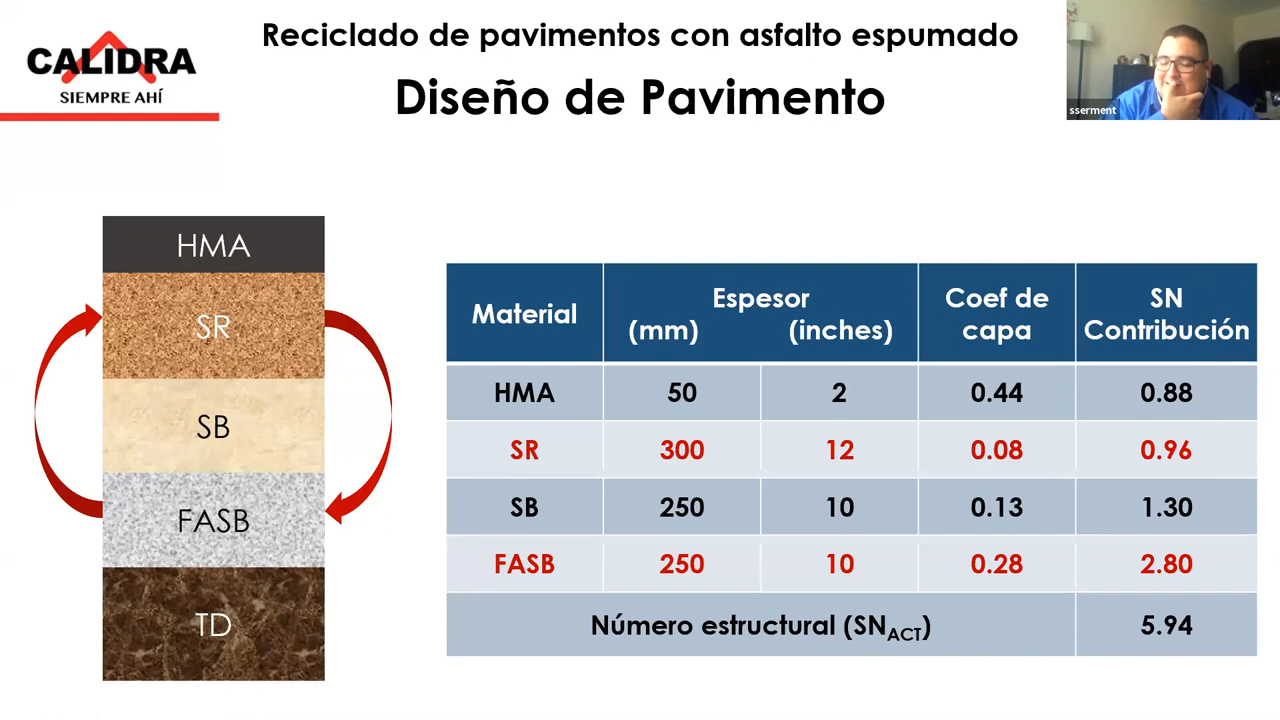 CALIDRA
SIEMPRE AHÍ
Reciclado de pavimentos con asfalto espumado
Diseño de Pavimento
sserment
HMA
SR
SB
FASB
TD
Material Espesor (mm) (inches) Coef de capa SN Contribución
HMA 50 2 0.44 0.88
SR 300 12 0.08 0.96
SB 250 10 0.13 1.30
FASB 250 10 0.28 2.80
Número estructural (SNACT) 5.94